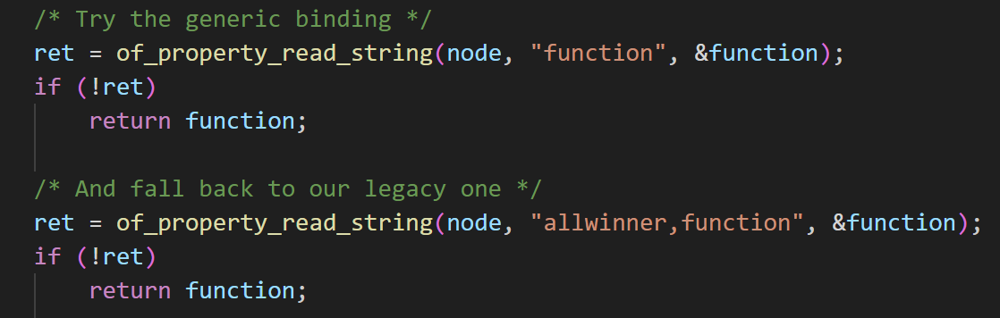 /* Try the generic binding */
ret = of_property_read_string(node, "function", &function);
if (!ret)
return function;
/* And fall back to our legacy one */
ret = of_property_read_string(node, "allwinner,function", &function);
if (!ret)
return function;